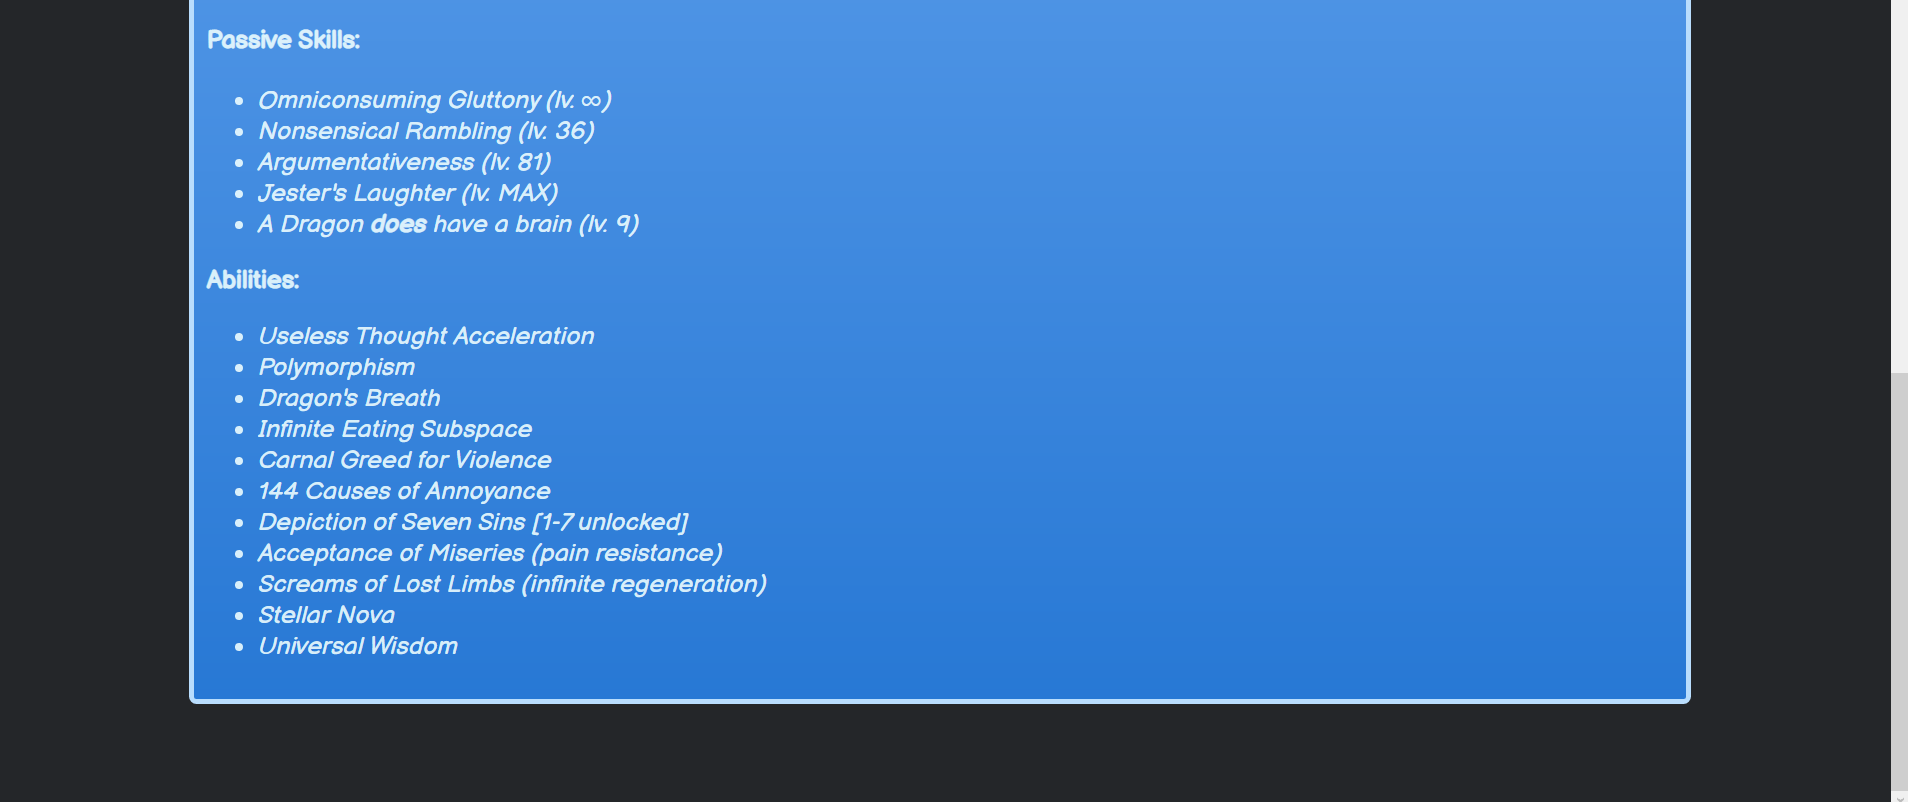 Passive Skills:
Omniconsuming Gluttony (lv. ∞)
Nonsensical Rambling (lv. 36)
Argumentativeness (lv. 81)
Jester's Laughter (lv. MAX)
A Dragon does have a brain (lv. 9)
Abilities:
Useless Thought Acceleration
Polymorphism
Dragon's Breath
Infinite Eating Subspace
Carnal Greed for Violence
144 Causes of Annoyance
Depiction of Seven Sins [1-7 unlocked]
Acceptance of Miseries (pain resistance)
Screams of Lost Limbs (infinite regeneration)
Stellar Nova
Universal Wisdom